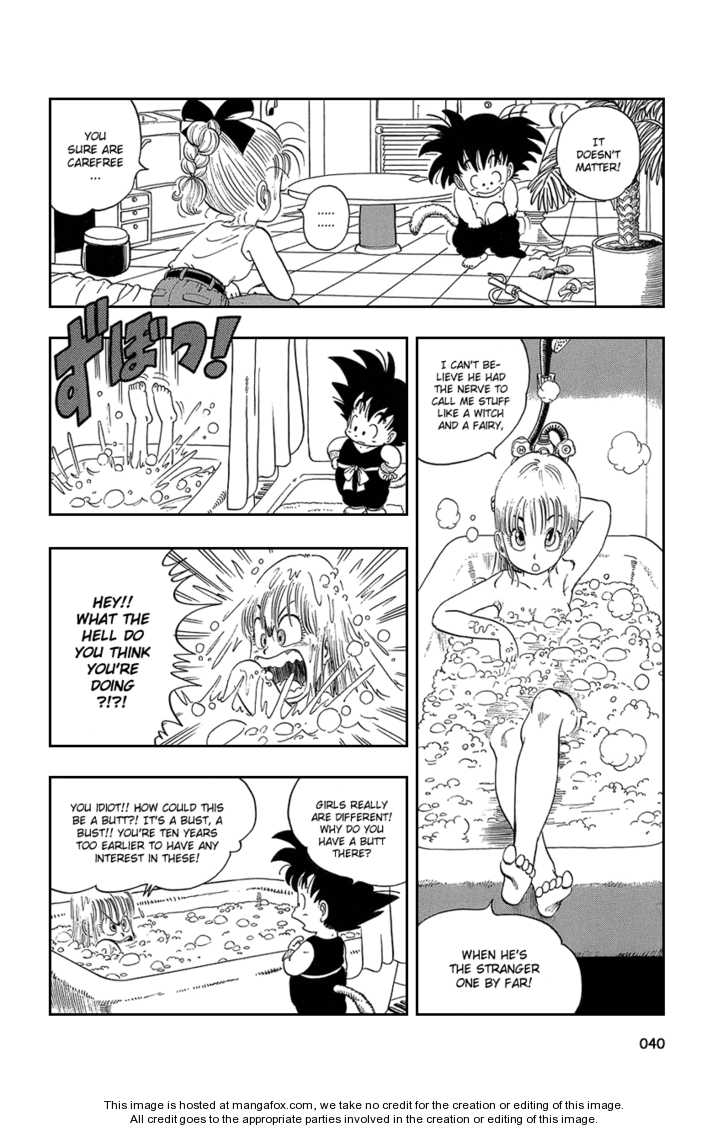 IT
DOESN'T
MATTER!
YOU
SURE ARE
CAREFREE
...
.....
.....
I CAN'T BE-
LIEVE HE HAD
THE NERVE TO
CALL ME STUFF
LIKE A WITCH
AND A FAIRY,
WHEN HE'S
THE STRANGER
ONE BY FAR!
ずぼっ!
HEY!!
WHAT THE
HELL DO
YOU THINK
YOU'RE
DOING
?!?!
GIRLS REALLY
ARE DIFFERENT!
WHY DO YOU
HAVE A BUTT
THERE?
YOU IDIOT!! HOW COULD THIS
BE A BUTT?! IT'S A BUST, A
BUST!! YOU'RE TEN YEARS
TOO EARLIER TO HAVE ANY
INTEREST IN THESE!
040
This image is hosted at mangafox.com, we take no credit for the creation or editing of this image.
All credit goes to the appropriate parties involved in the creation and editing of this image.